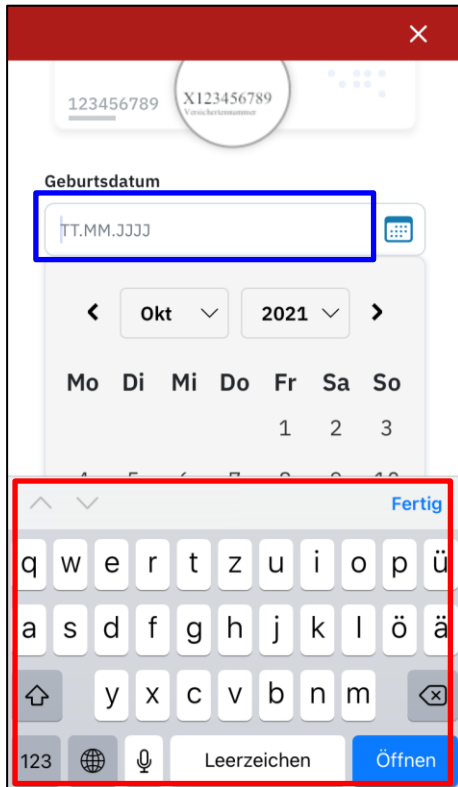 123456789
X123456789
Versichertennummer
Geburtsdatum
TT.MM.JJJJ
Okt 2021
Mo Di Mi Do Fr Sa So
1 2 3
Fertig
q w e r t z u i o p ü
a s d f g h j k l ö ä
y x c v b n m
123 Leerzeichen Öffnen